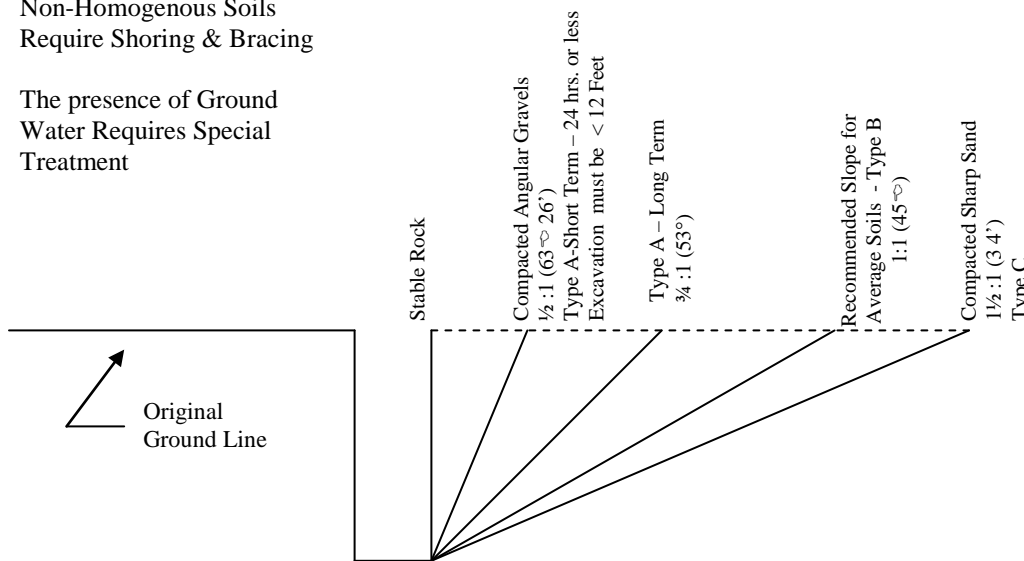 Non-Homogenous Soils
Require Shoring & Bracing
The presence of Ground
Water Requires Special
Treatment
Stable Rock
Compacted Angular Gravels
½ :1 (63☜ 26’)
Type A-Short Term – 24 hrs. or less
Excavation must be < 12 Feet
Type A – Long Term
¾ :1 (53°)
Recommended Slope for
Average Soils - Type B
1:1 (45☜)
Compacted Sharp Sand
1½ :1 (3 4’)
Type C
Original
Ground Line